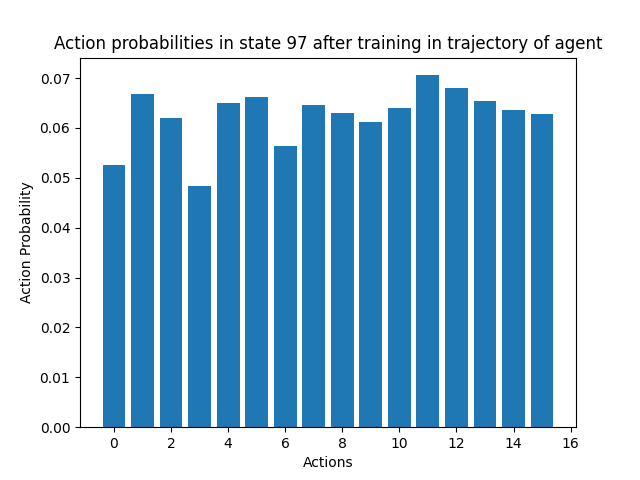 Action probabilities in state 97 after training in trajectory of agent
0.07
0.06
0.05
0.04
0.03
0.02
0.01
0.00
Action Probability
0 2 4 6 8 10 12 14 16
Actions